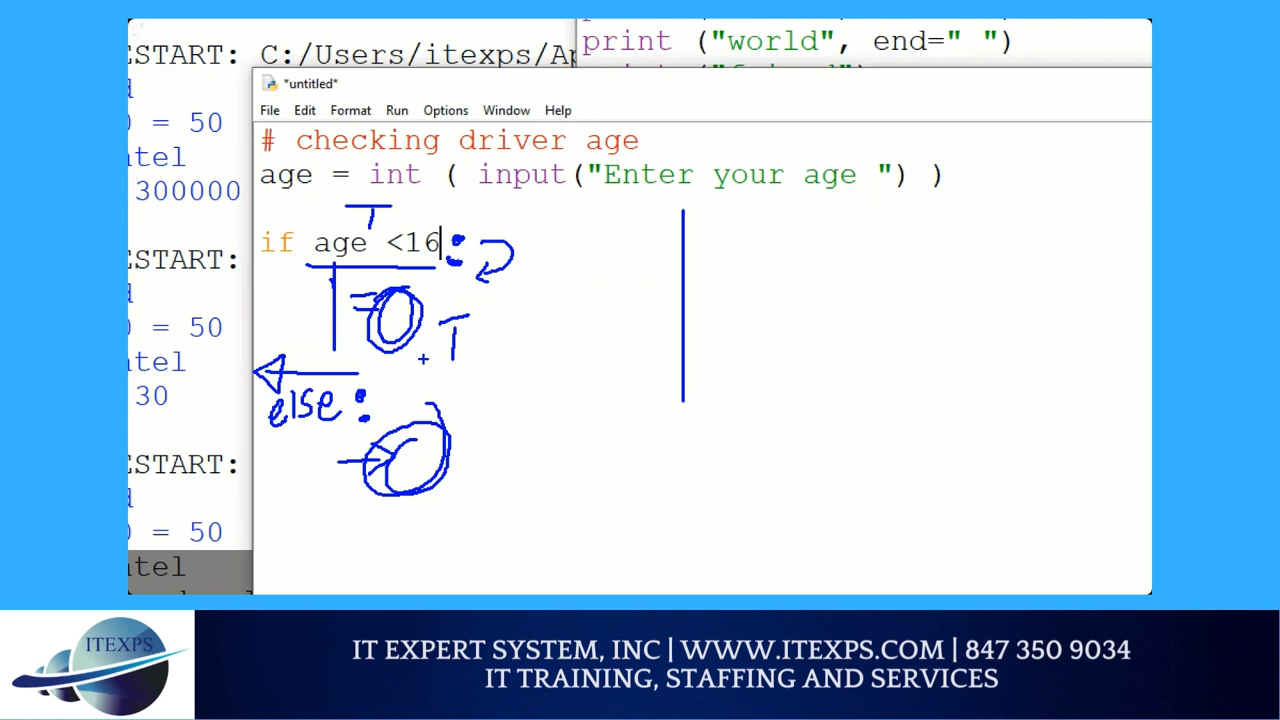 ESTART: C:/Users/itexps/Ap
print ("world", end=" ")
= 50
ntel
300000
ESTART:
= 50
ntel
30
ESTART:
= 50
ntel
*untitled*
File Edit Format Run Options Window Help
# checking driver age
age = int ( input("Enter your age ") )
T
if age <16:
T
else:
ITEXPS
IT EXPERT SYSTEM, INC | WWW.ITEXPS.COM | 847 350 9034
IT TRAINING, STAFFING AND SERVICES